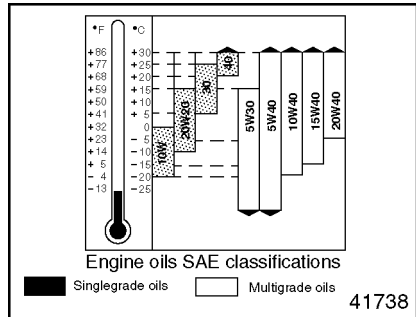 °F °C
+86 +30
+77 +25
+68 +20
+59 +15
+50 +10
+41 +5
+32 0
+23 -5
+14 -10
+5 -15
-4 -20
-13 -25
10W
20W-20
30
40
5W30
5W40
10W40
15W40
20W40
Engine oils SAE classifications
Singlegrade oils
Multigrade oils
41738